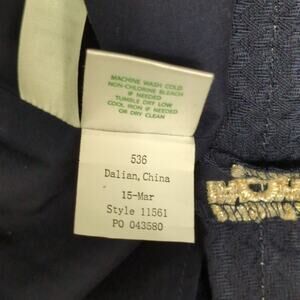 MACHINE WASH COLD
NON-CHLORINE BLEACH
IF NEEDED
TUMBLE DRY LOW
COOL IRON IF NEEDED
OR DRY CLEAN
536
Dalian, China
15-Mar
Style 11561
PO 043580